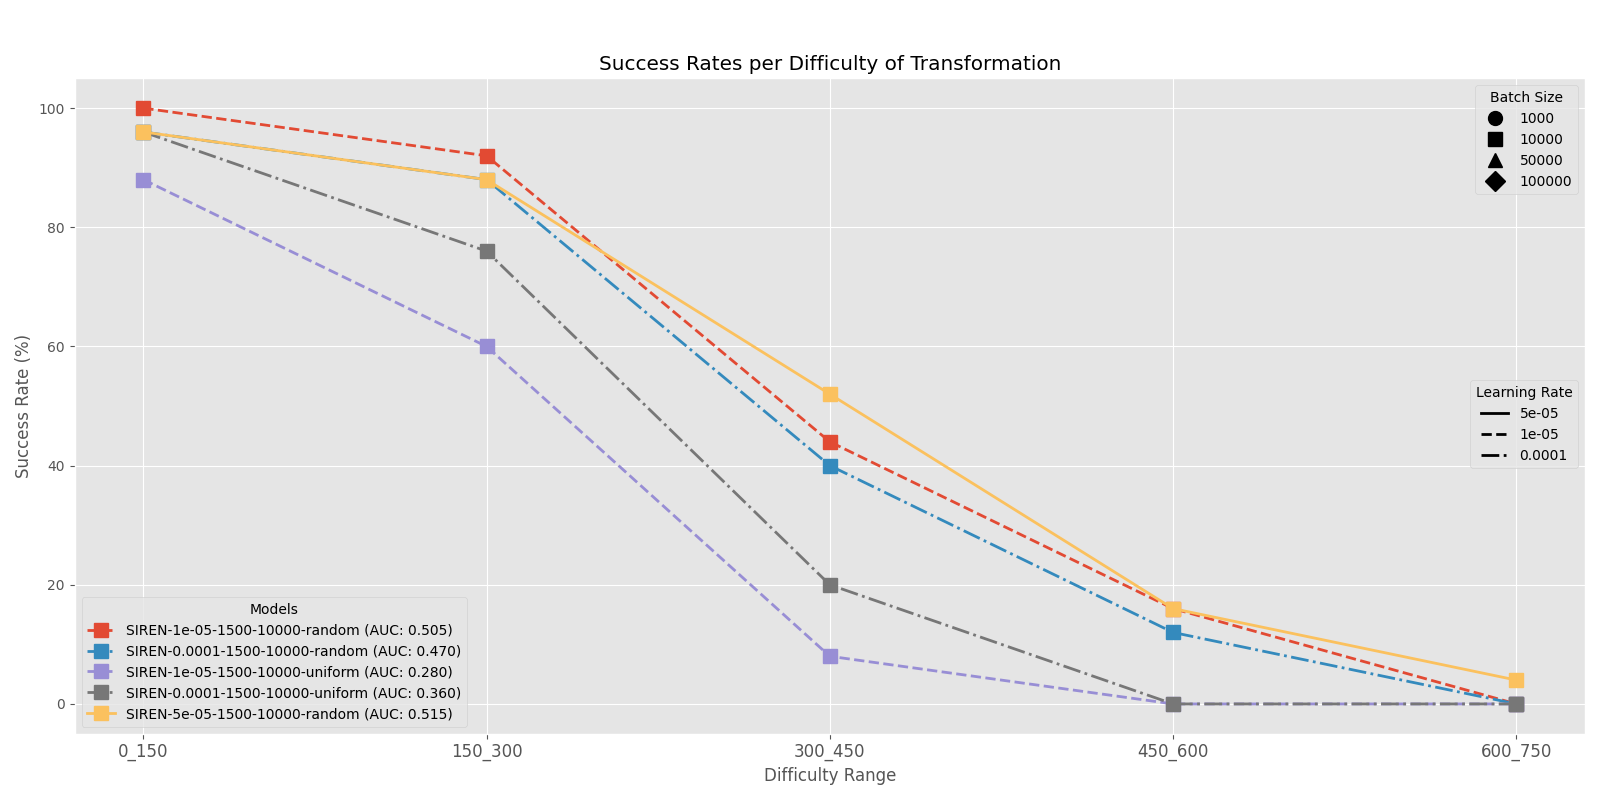 Success Rates per Difficulty of Transformation
Success Rate (%)
100
80
60
40
20
0
Batch Size
1000
10000
50000
100000
Learning Rate
5e-05
1e-05
0.0001
Models
SIREN-1e-05-1500-10000-random (AUC: 0.505)
SIREN-0.0001-1500-10000-random (AUC: 0.470)
SIREN-1e-05-1500-10000-uniform (AUC: 0.280)
SIREN-0.0001-1500-10000-uniform (AUC: 0.360)
SIREN-5e-05-1500-10000-random (AUC: 0.515)
0_150 150_300 300_450 450_600 600_750
Difficulty Range